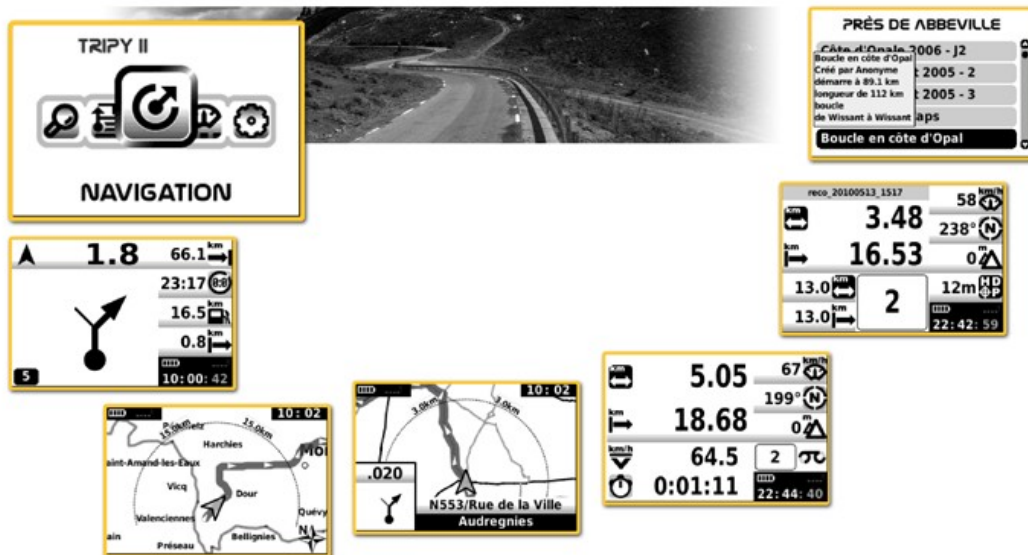 TRIPY II
NAVIGATION
PRÈS DE ABBEVILLE
Côte d'Opale 2006 - J2
Boucle en côte d'Opal
Créé par Anonyme
démarre à 89.1 km
longueur de 112 km
boucle
de Wissant à Wissant
t 2005 - 2
t 2005 - 3
aps
Boucle en côte d'Opal
1.8
66.1 km
23:17
16.5 km
0.8 km
5
10:00:42
reco_20100513_1517
km 3.48
16.53
13.0 km
13.0
2
58 km/h
238° N
0 m
12m HDOP
22:42:59
10:02
15.0km
15.0km
Harchies
aint-Amand-les-Eaux
Vicq
Dour
Valenciennes
Quévy
N
ain
Préseau
Bellignies
10:02
3.0km
3.0km
.020
N553/Rue de la Ville
Audregnies
km 5.05
km 18.68
km/h 64.5
0:01:11
67 km/h
199° N
0 m
2
22:44:40